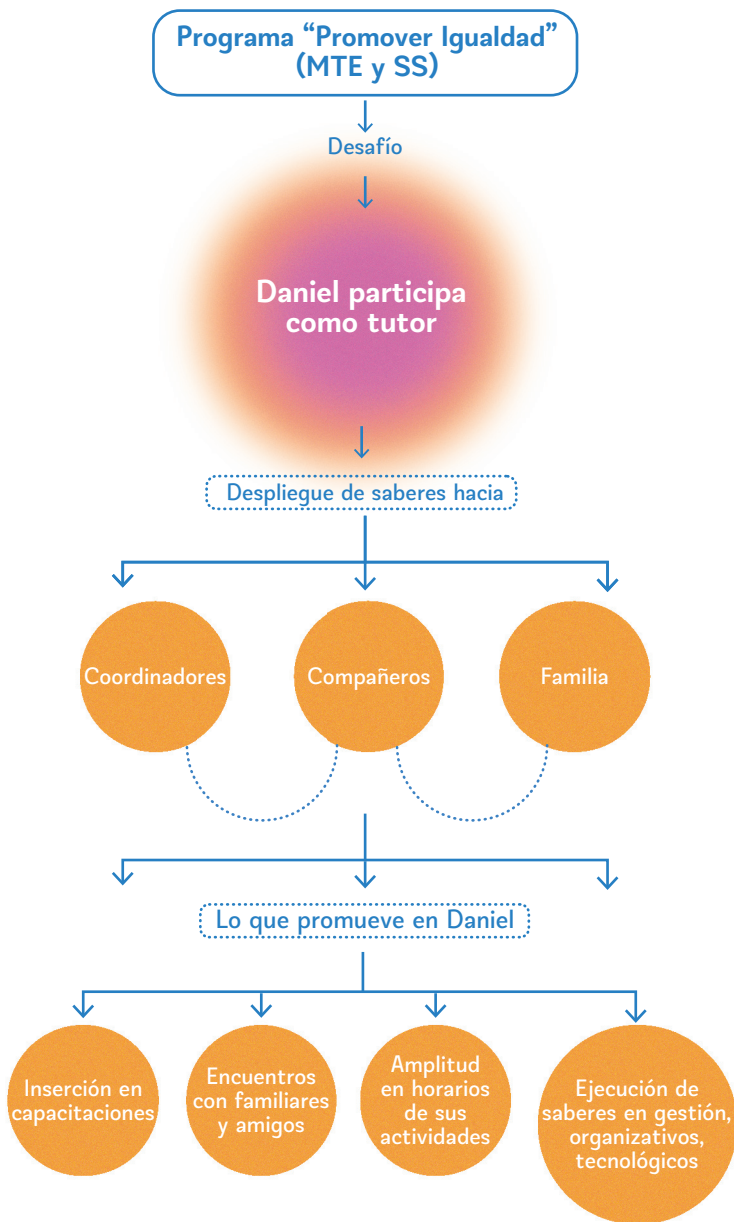 Programa “Promover Igualdad”
(MTE y SS)
Desafío
Daniel participa
como tutor
Despliegue de saberes hacia
Coordinadores
Compañeros
Familia
Lo que promueve en Daniel
Inserción en
capacitaciones
Encuentros
con familiares
y amigos
Amplitud
en horarios
de sus
actividades
Ejecución de
saberes en gestión,
organizativos,
tecnológicos